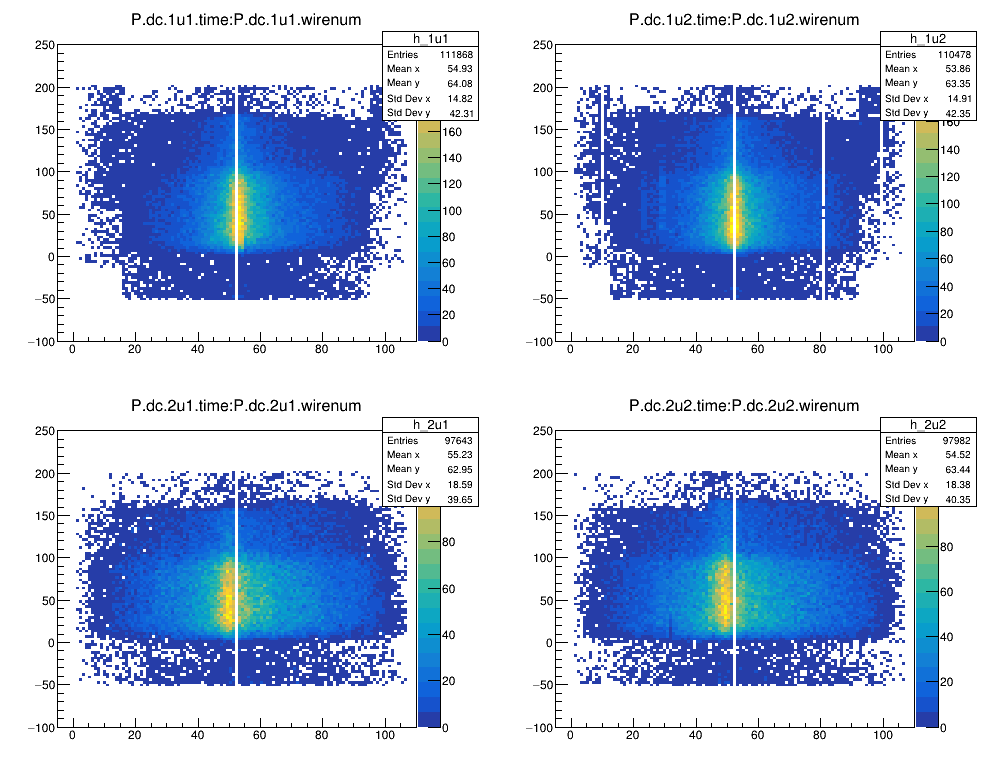 P.dc.1u1.time:P.dc.1u1.wirenum
h_1u1
Entries 111868
Mean x 54.93
Mean y 64.08
Std Dev x 14.82
Std Dev y 42.31
250
200
150
100
50
0
−50
−100
0 20 40 60 80 100
160
140
120
100
80
60
40
20
0
P.dc.1u2.time:P.dc.1u2.wirenum
h_1u2
Entries 110478
Mean x 53.86
Mean y 63.35
Std Dev x 14.91
Std Dev y 42.35
250
200
150
100
50
0
−50
−100
0 20 40 60 80 100
160
140
120
100
80
60
40
20
0
P.dc.2u1.time:P.dc.2u1.wirenum
h_2u1
Entries 97643
Mean x 55.23
Mean y 62.95
Std Dev x 18.59
Std Dev y 39.65
250
200
150
100
50
0
−50
−100
0 20 40 60 80 100
80
60
40
20
0
P.dc.2u2.time:P.dc.2u2.wirenum
h_2u2
Entries 97982
Mean x 54.52
Mean y 63.44
Std Dev x 18.38
Std Dev y 40.35
250
200
150
100
50
0
−50
−100
0 20 40 60 80 100
80
60
40
20
0